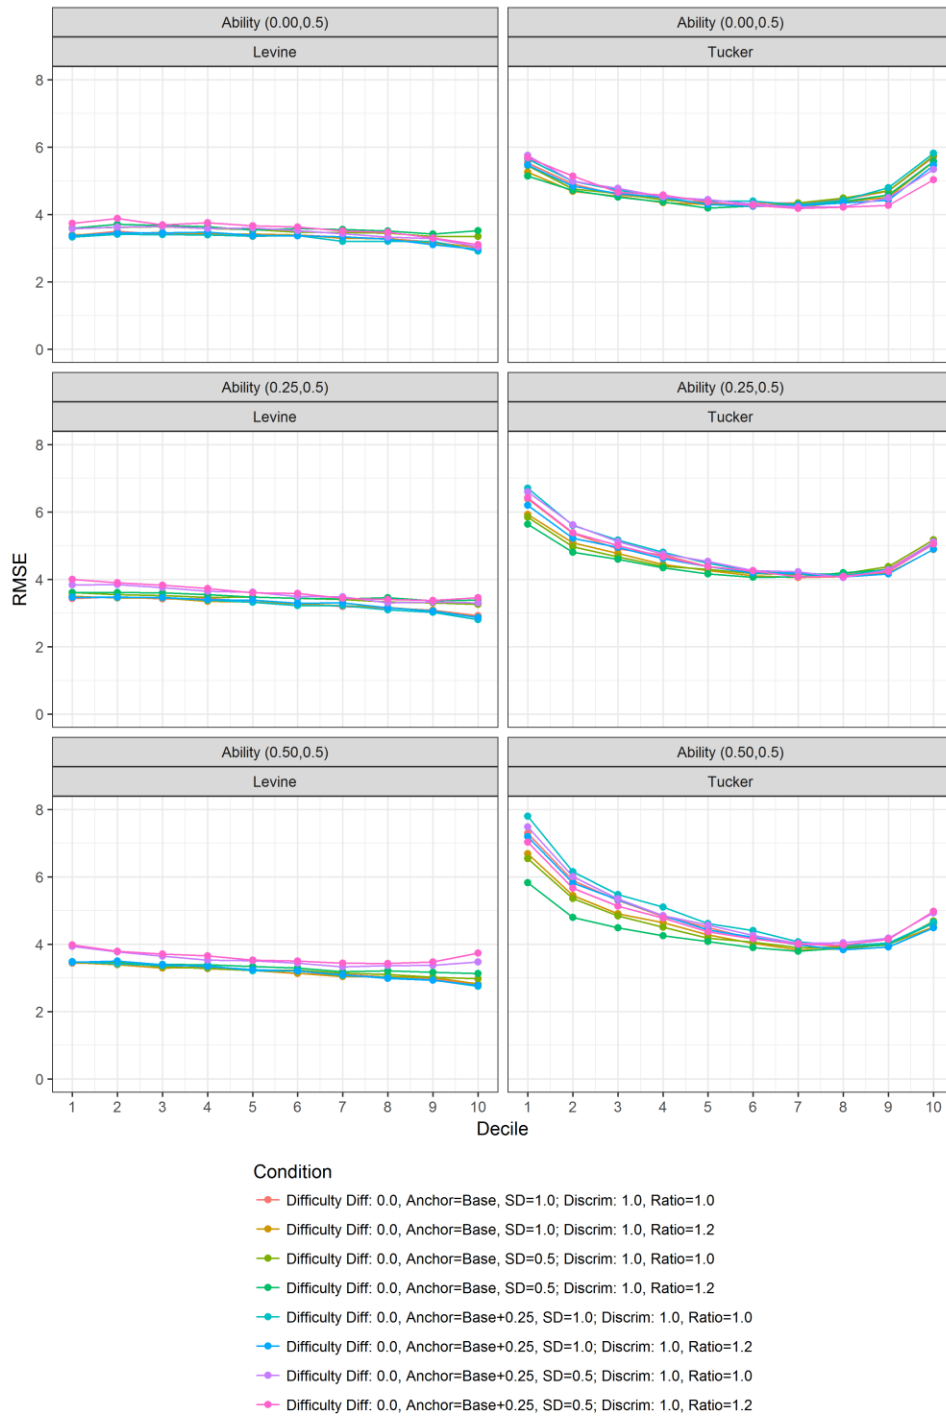 Ability (0.00,0.5)
Ability (0.00,0.5)
Levine
Tucker
8
6
4
2
0
Ability (0.25,0.5)
Ability (0.25,0.5)
Levine
Tucker
8
6
4
2
0
RMSE
Ability (0.50,0.5)
Ability (0.50,0.5)
Levine
Tucker
8
6
4
2
0
1 2 3 4 5 6 7 8 9 10
1 2 3 4 5 6 7 8 9 10
Decile
Condition
Difficulty Diff: 0.0, Anchor=Base, SD=1.0; Discrim: 1.0, Ratio=1.0
Difficulty Diff: 0.0, Anchor=Base, SD=1.0; Discrim: 1.0, Ratio=1.2
Difficulty Diff: 0.0, Anchor=Base, SD=0.5; Discrim: 1.0, Ratio=1.0
Difficulty Diff: 0.0, Anchor=Base, SD=0.5; Discrim: 1.0, Ratio=1.2
Difficulty Diff: 0.0, Anchor=Base+0.25, SD=1.0; Discrim: 1.0, Ratio=1.0
Difficulty Diff: 0.0, Anchor=Base+0.25, SD=1.0; Discrim: 1.0, Ratio=1.2
Difficulty Diff: 0.0, Anchor=Base+0.25, SD=0.5; Discrim: 1.0, Ratio=1.0
Difficulty Diff: 0.0, Anchor=Base+0.25, SD=0.5; Discrim: 1.0, Ratio=1.2